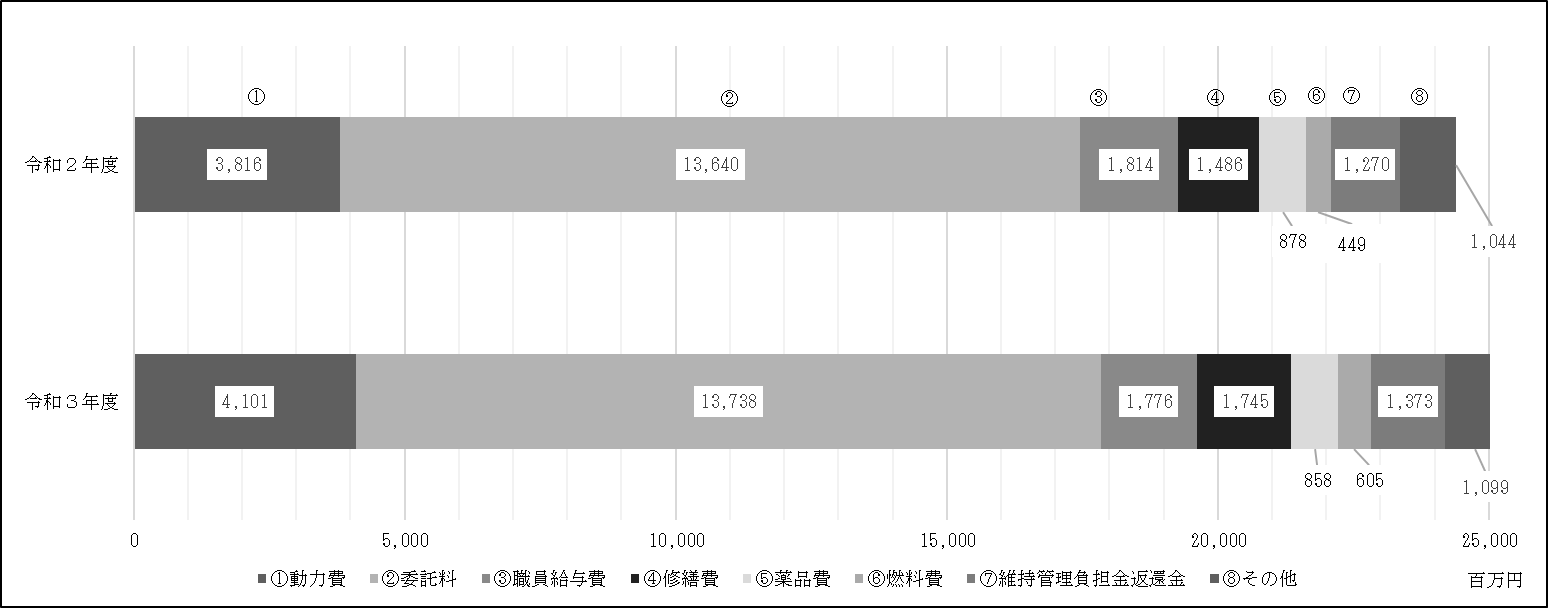 ① ② ③ ④ ⑤ ⑥ ⑦ ⑧
令和２年度 3,816 13,640 1,814 1,486 1,270
878 449 1,044
令和３年度 4,101 13,738 1,776 1,745 1,373
858 605 1,099
0 5,000 10,000 15,000 20,000 25,000
①動力費 ②委託料 ③職員給与費 ④修繕費 ⑤薬品費 ⑥燃料費 ⑦維持管理負担金返還金 ⑧その他 百万円